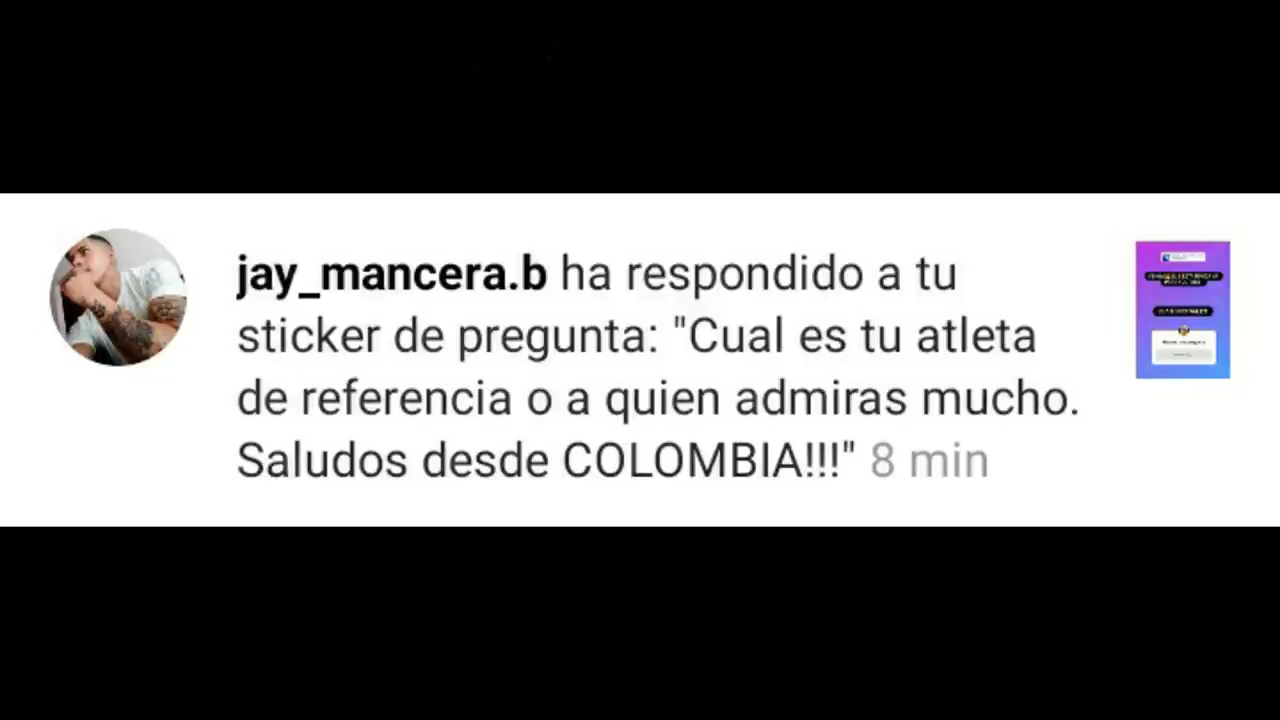 jay_mancera.b ha respondido a tu
sticker de pregunta: "Cual es tu atleta
de referencia o a quien admiras mucho.
Saludos desde COLOMBIA!!!" 8 min